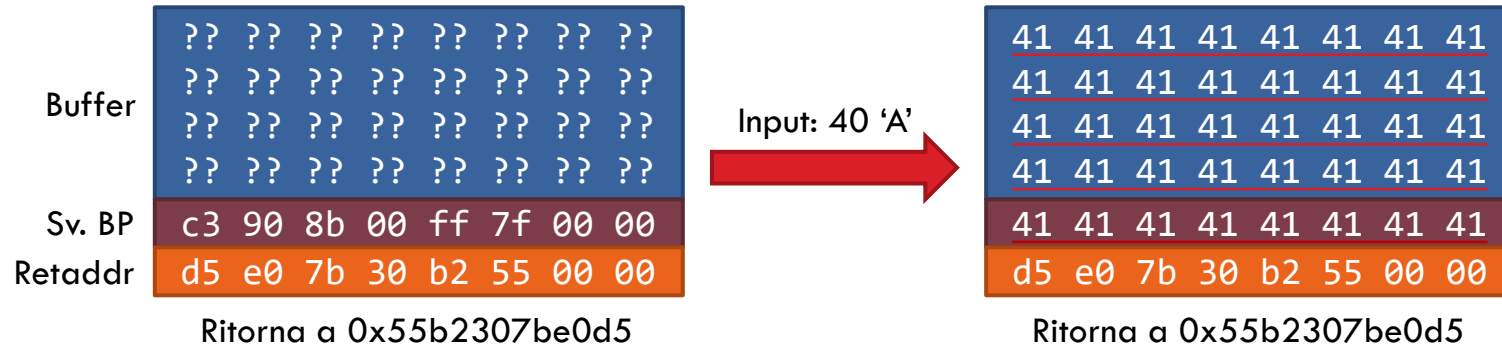 Buffer
?? ?? ?? ?? ?? ?? ?? ??
?? ?? ?? ?? ?? ?? ?? ??
?? ?? ?? ?? ?? ?? ?? ??
?? ?? ?? ?? ?? ?? ?? ??
Sv. BP c3 90 8b 00 ff 7f 00 00
Retaddr d5 e0 7b 30 b2 55 00 00
Ritorna a 0x55b2307be0d5
Input: 40 ‘A’
41 41 41 41 41 41 41 41
41 41 41 41 41 41 41 41
41 41 41 41 41 41 41 41
41 41 41 41 41 41 41 41
41 41 41 41 41 41 41 41
d5 e0 7b 30 b2 55 00 00
Ritorna a 0x55b2307be0d5